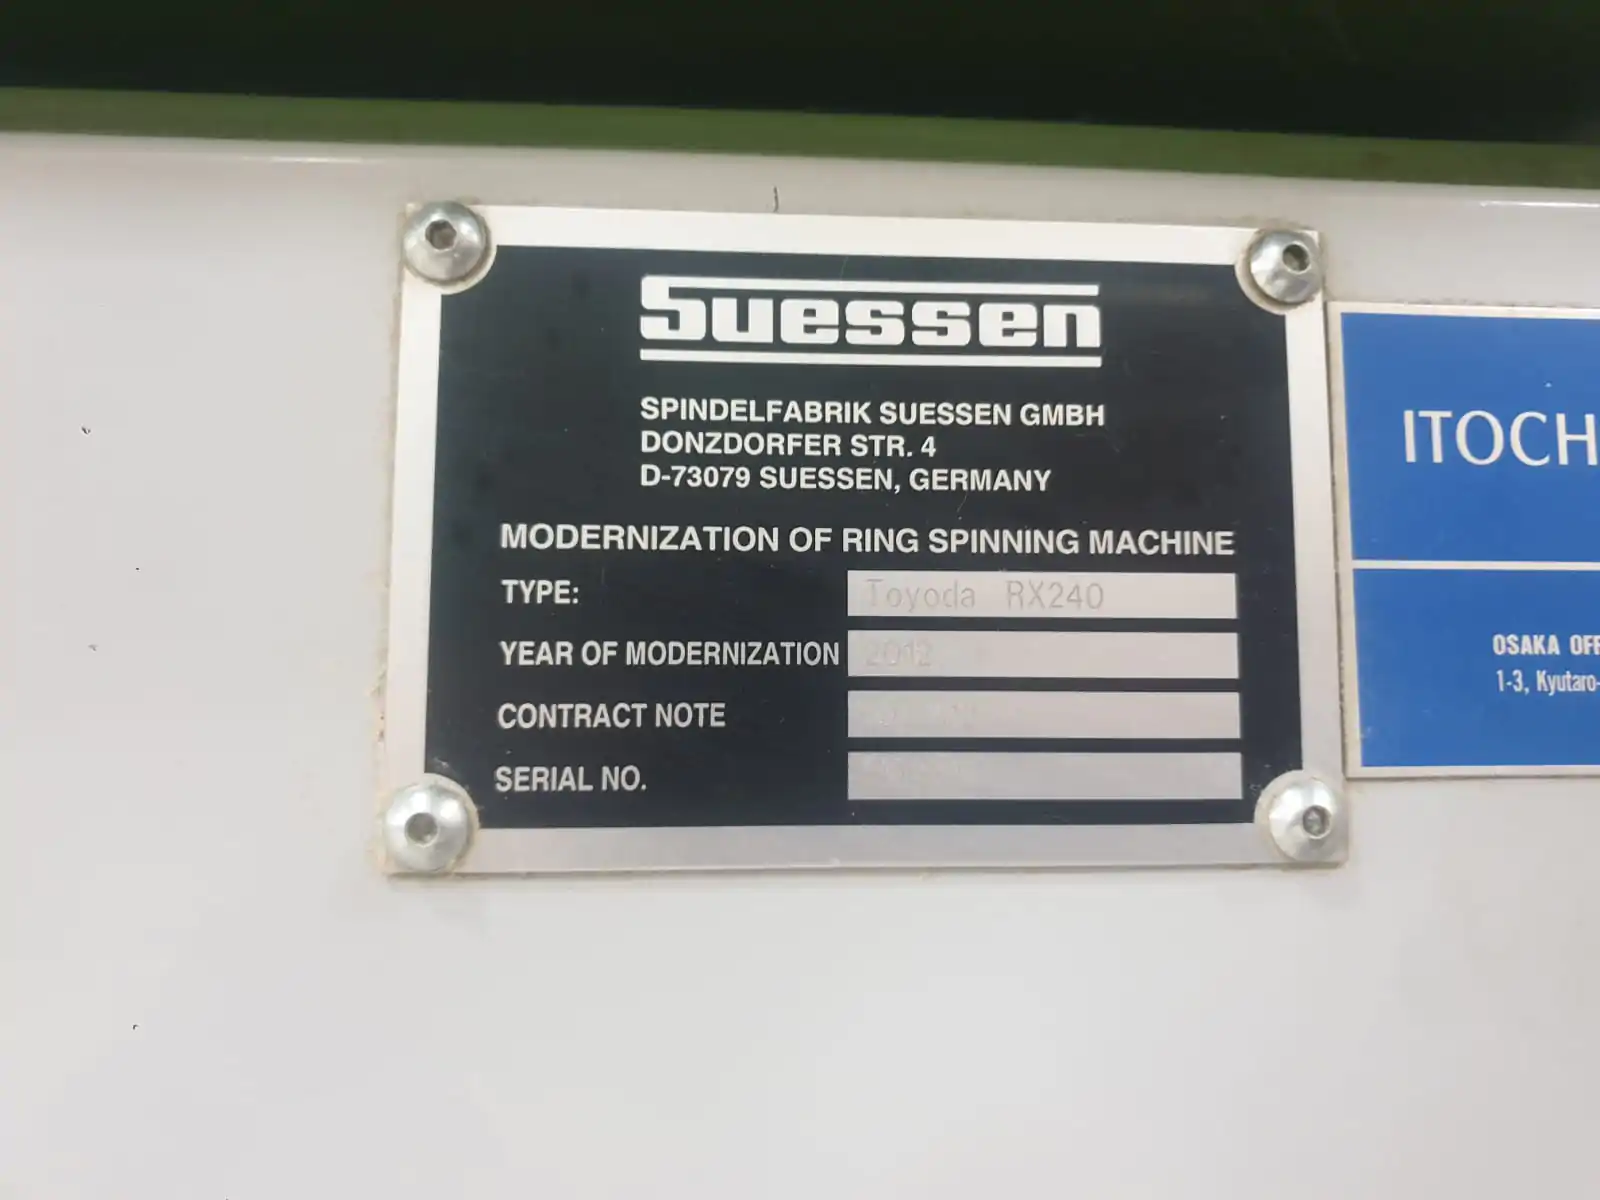 Suessen
SPINDELFABRIK SUESSEN GMBH
DONZDORFER STR. 4
D-73079 SUESSEN, GERMANY
MODERNIZATION OF RING SPINNING MACHINE
TYPE: Toyoda RX240
YEAR OF MODERNIZATION 2012
CONTRACT NOTE
SERIAL NO.
ITOCH
OSAKA OFF
1-3, Kyutaro-